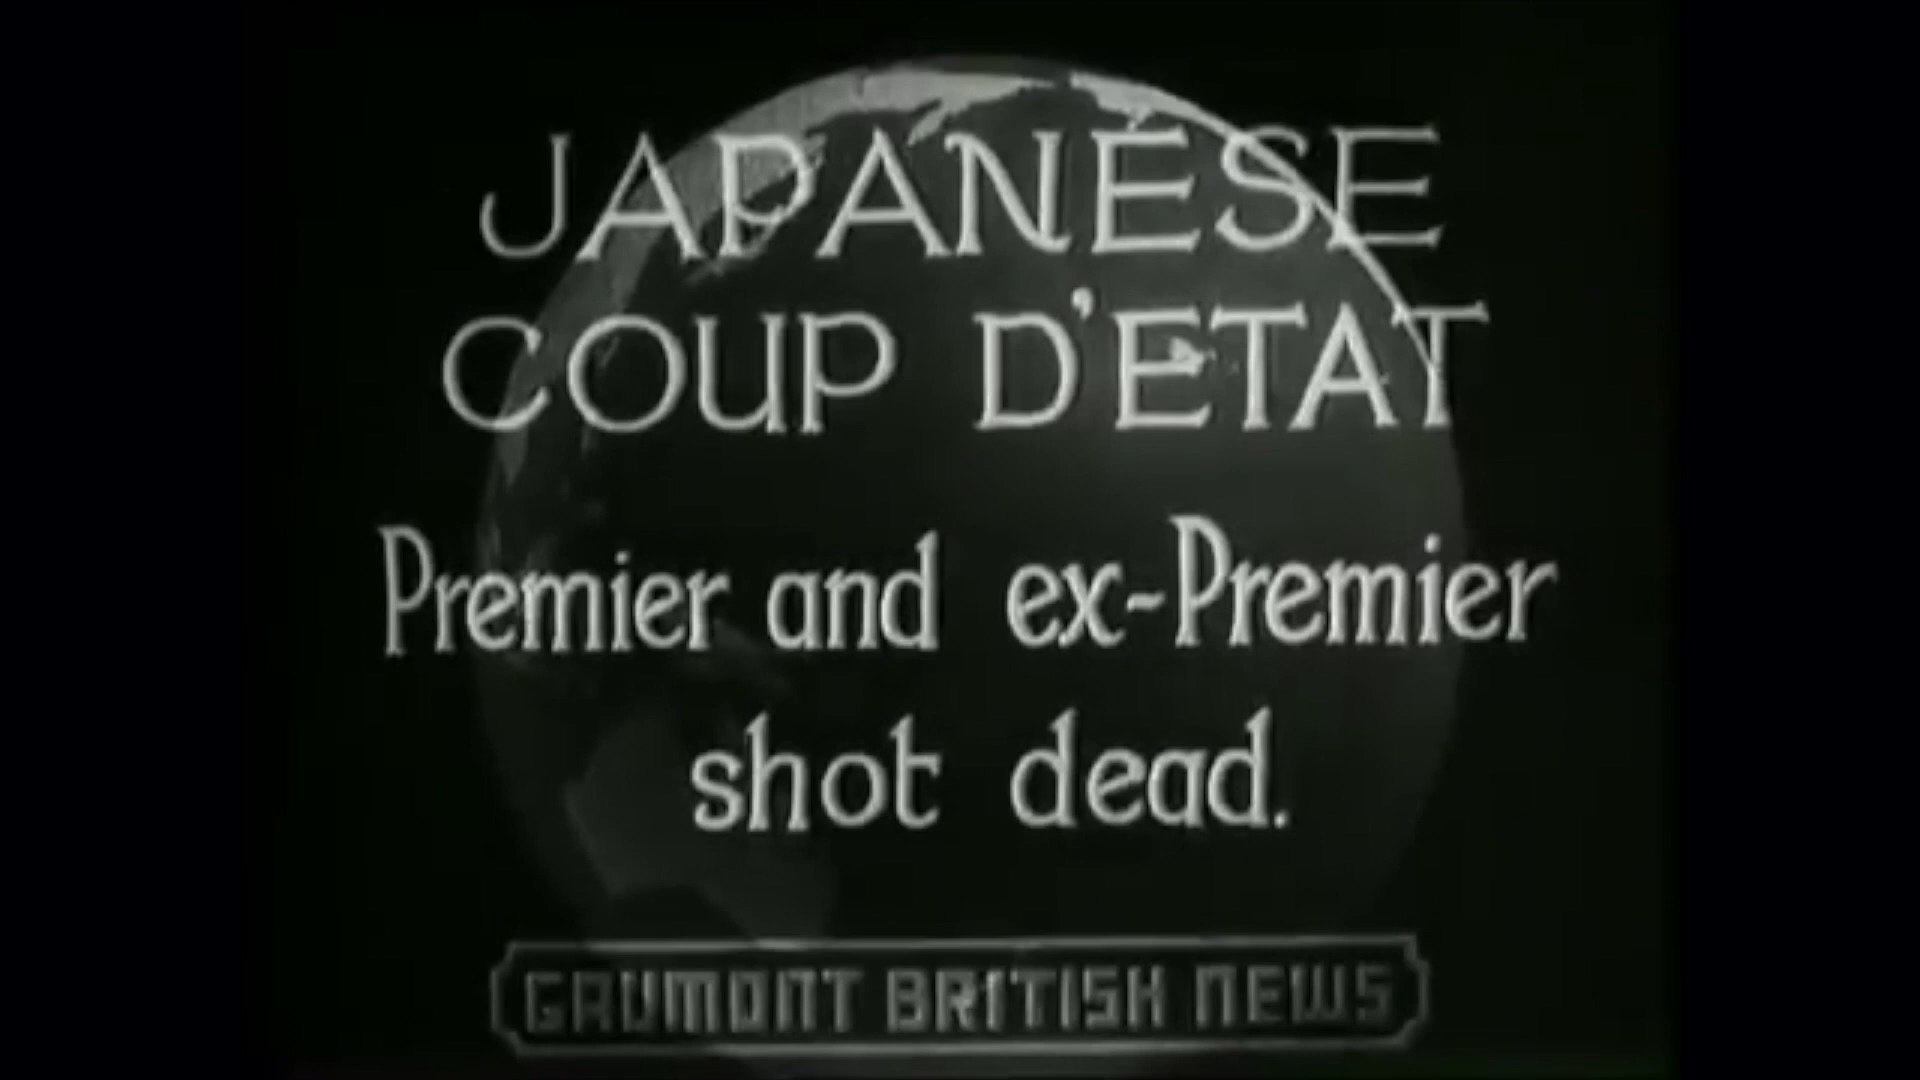 JAPANESE
COUP D'ETAT
Premier and ex-Premier
shot dead.
GAUMONT BRITISH NEWS